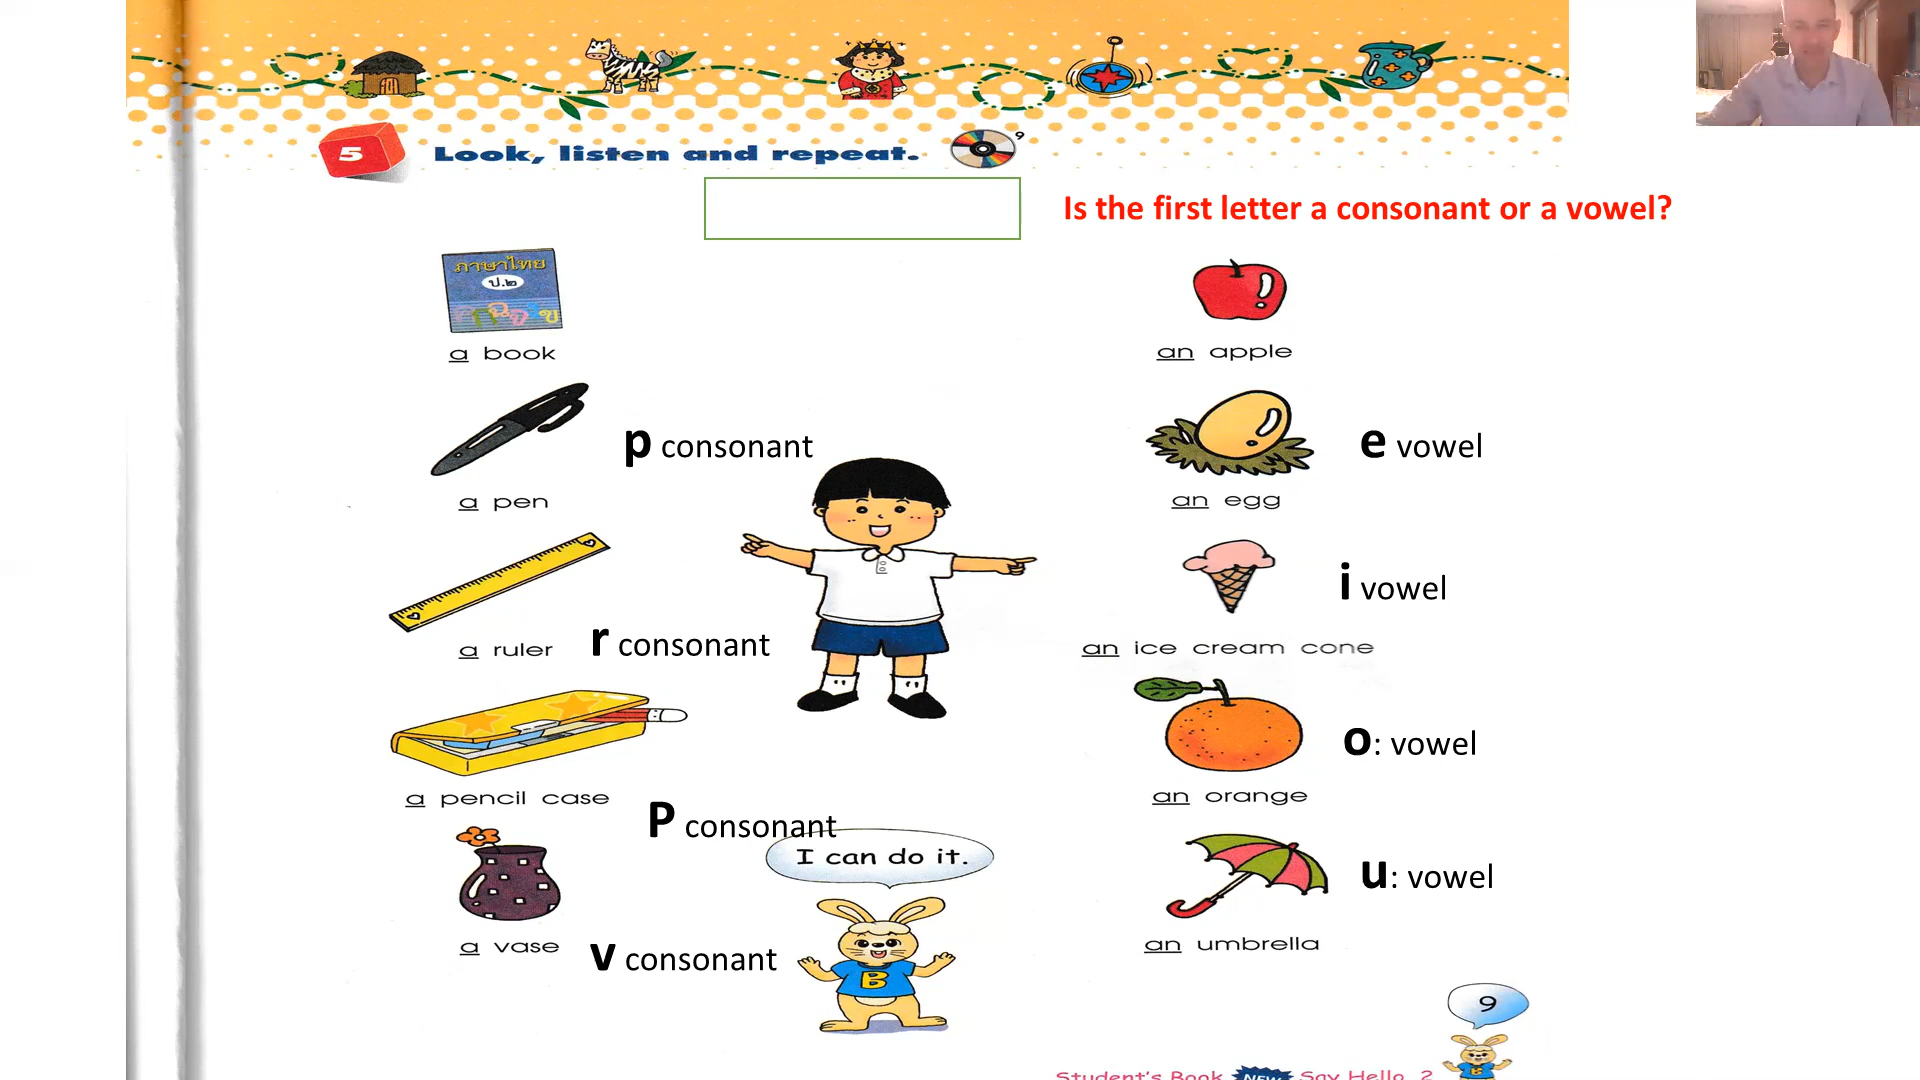 5 Look, listen and repeat. 9
Is the first letter a consonant or a vowel?
ภาษาไทย
ป.๒
a book
an apple
p consonant
e vowel
a pen
an egg
i vowel
a ruler
r consonant
an ice cream cone
o: vowel
a pencil case
an orange
P consonant
I can do it.
u: vowel
a vase
an umbrella
v consonant
B
9
Student's Book NEW Say Hello 2